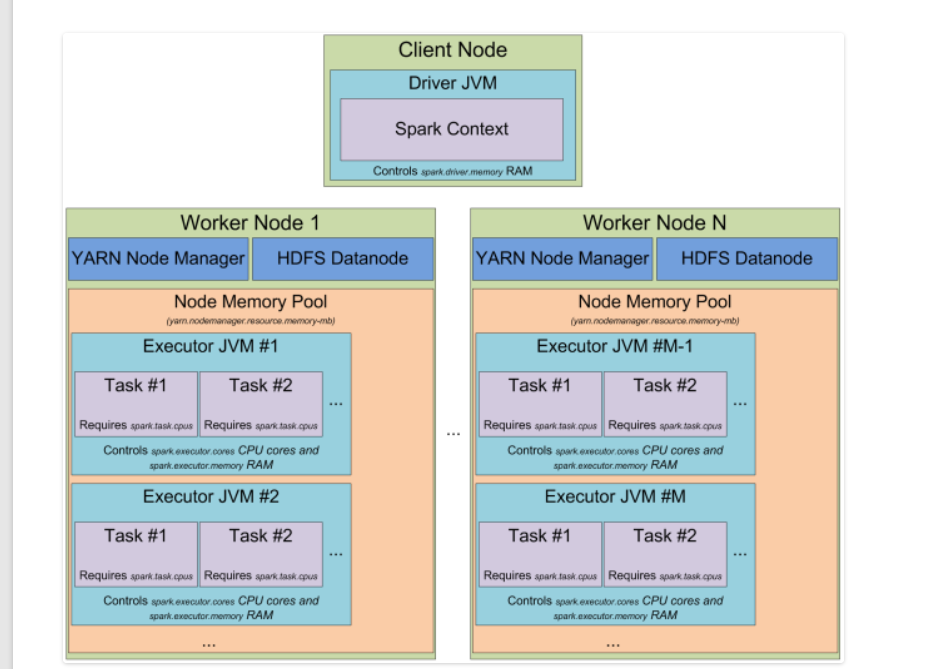 Client Node
Driver JVM
Spark Context
Controls spark.driver.memory RAM
Worker Node 1
YARN Node Manager
HDFS Datanode
Node Memory Pool
(yarn.nodemanager.resource.memory-mb)
Executor JVM #1
Task #1
Task #2
...
Requires spark.task.cpus
Requires spark.task.cpus
Controls spark.executor.cores CPU cores and
spark.executor.memory RAM
Executor JVM #2
Task #1
Task #2
...
Requires spark.task.cpus
Requires spark.task.cpus
Controls spark.executor.cores CPU cores and
spark.executor.memory RAM
...
...
Worker Node N
YARN Node Manager
HDFS Datanode
Node Memory Pool
(yarn.nodemanager.resource.memory-mb)
Executor JVM #M-1
Task #1
Task #2
...
Requires spark.task.cpus
Requires spark.task.cpus
Controls spark.executor.cores CPU cores and
spark.executor.memory RAM
Executor JVM #M
Task #1
Task #2
...
Requires spark.task.cpus
Requires spark.task.cpus
Controls spark.executor.cores CPU cores and
spark.executor.memory RAM
...